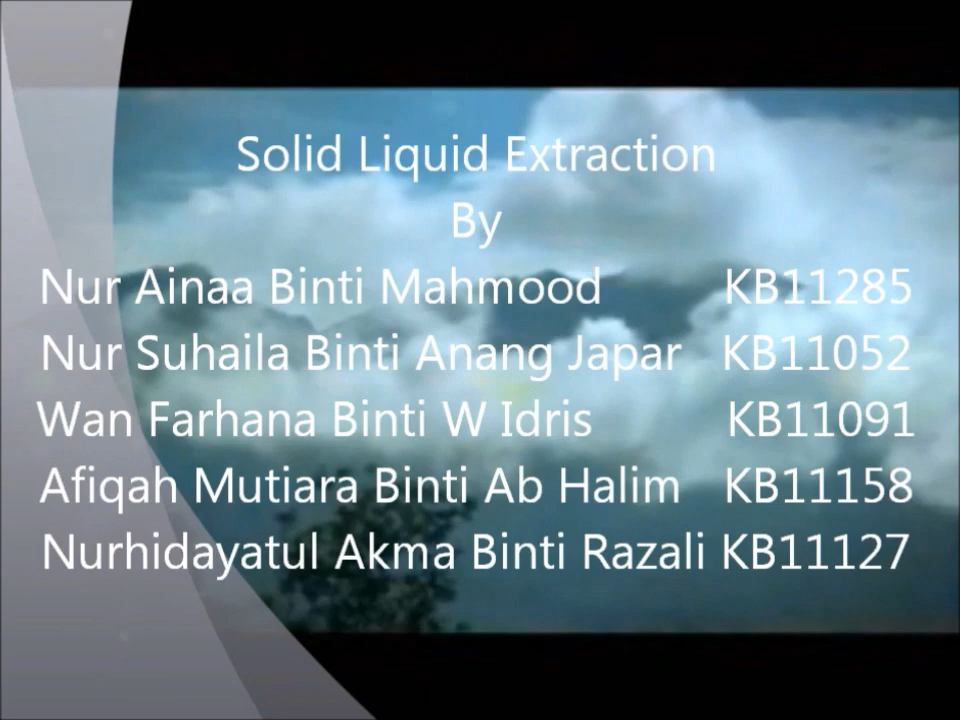 Solid Liquid Extraction
By
Nur Ainaa Binti Mahmood KB11285
Nur Suhaila Binti Anang Japar KB11052
Wan Farhana Binti W Idris KB11091
Afiqah Mutiara Binti Ab Halim KB11158
Nurhidayatul Akma Binti Razali KB11127